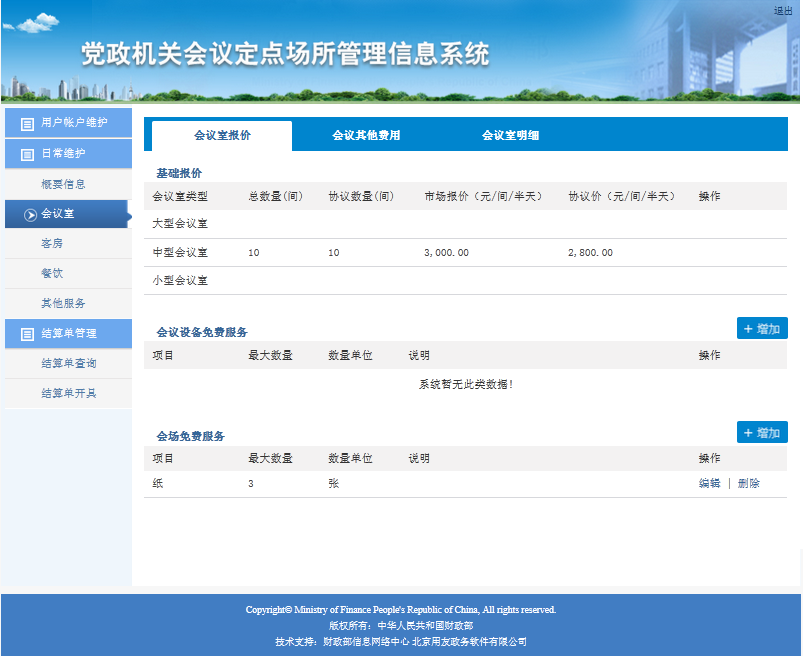 退出
党政机关会议定点场所管理信息系统
用户帐户维护
日常维护
概要信息
会议室
客房
餐饮
其他服务
结算单管理
结算单查询
结算单开具
会议室报价 会议其他费用 会议室明细
基础报价
会议室类型 总数量(间) 协议数量(间) 市场报价（元/间/半天） 协议价（元/间/半天） 操作
大型会议室
中型会议室 10 10 3,000.00 2,800.00
小型会议室
会议设备免费服务 + 增加
项目 最大数量 数量单位 说明 操作
系统暂无此类数据!
会场免费服务 + 增加
项目 最大数量 数量单位 说明 操作
纸 3 张 编辑 | 删除
Copyright© Ministry of Finance People's Republic of China, All rights reserved.
版权所有：中华人民共和国财政部
技术支持：财政部信息网络中心 北京用友政务软件有限公司